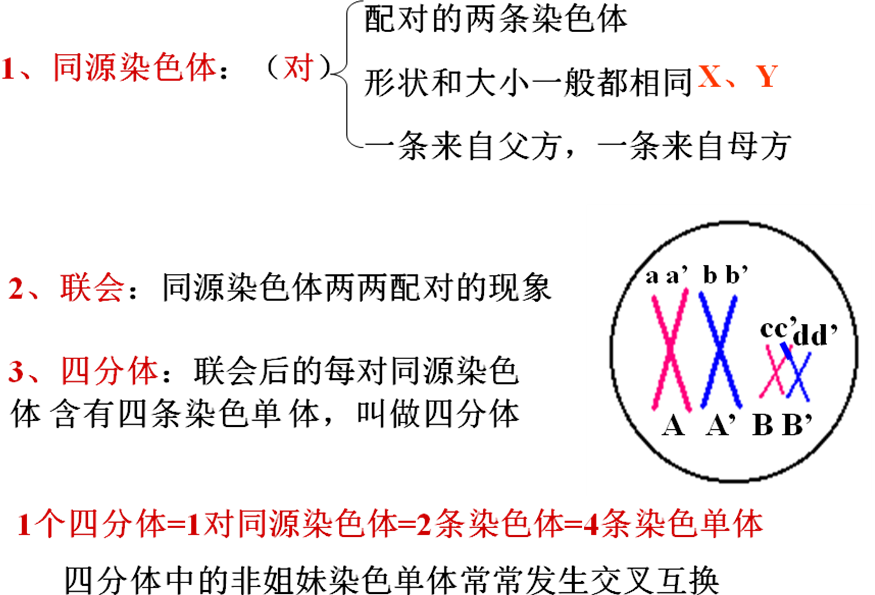 配对的两条染色体
1、同源染色体：（对）
形状和大小一般都相同X、Y
一条来自父方，一条来自母方
2、联会：同源染色体两两配对的现象
3、四分体：联会后的每对同源染色
体含有四条染色单体，叫做四分体
a a’ b b’
cc’dd’
A A’ B B’
1个四分体=1对同源染色体=2条染色体=4条染色单体
四分体中的非姐妹染色单体常常发生交叉互换